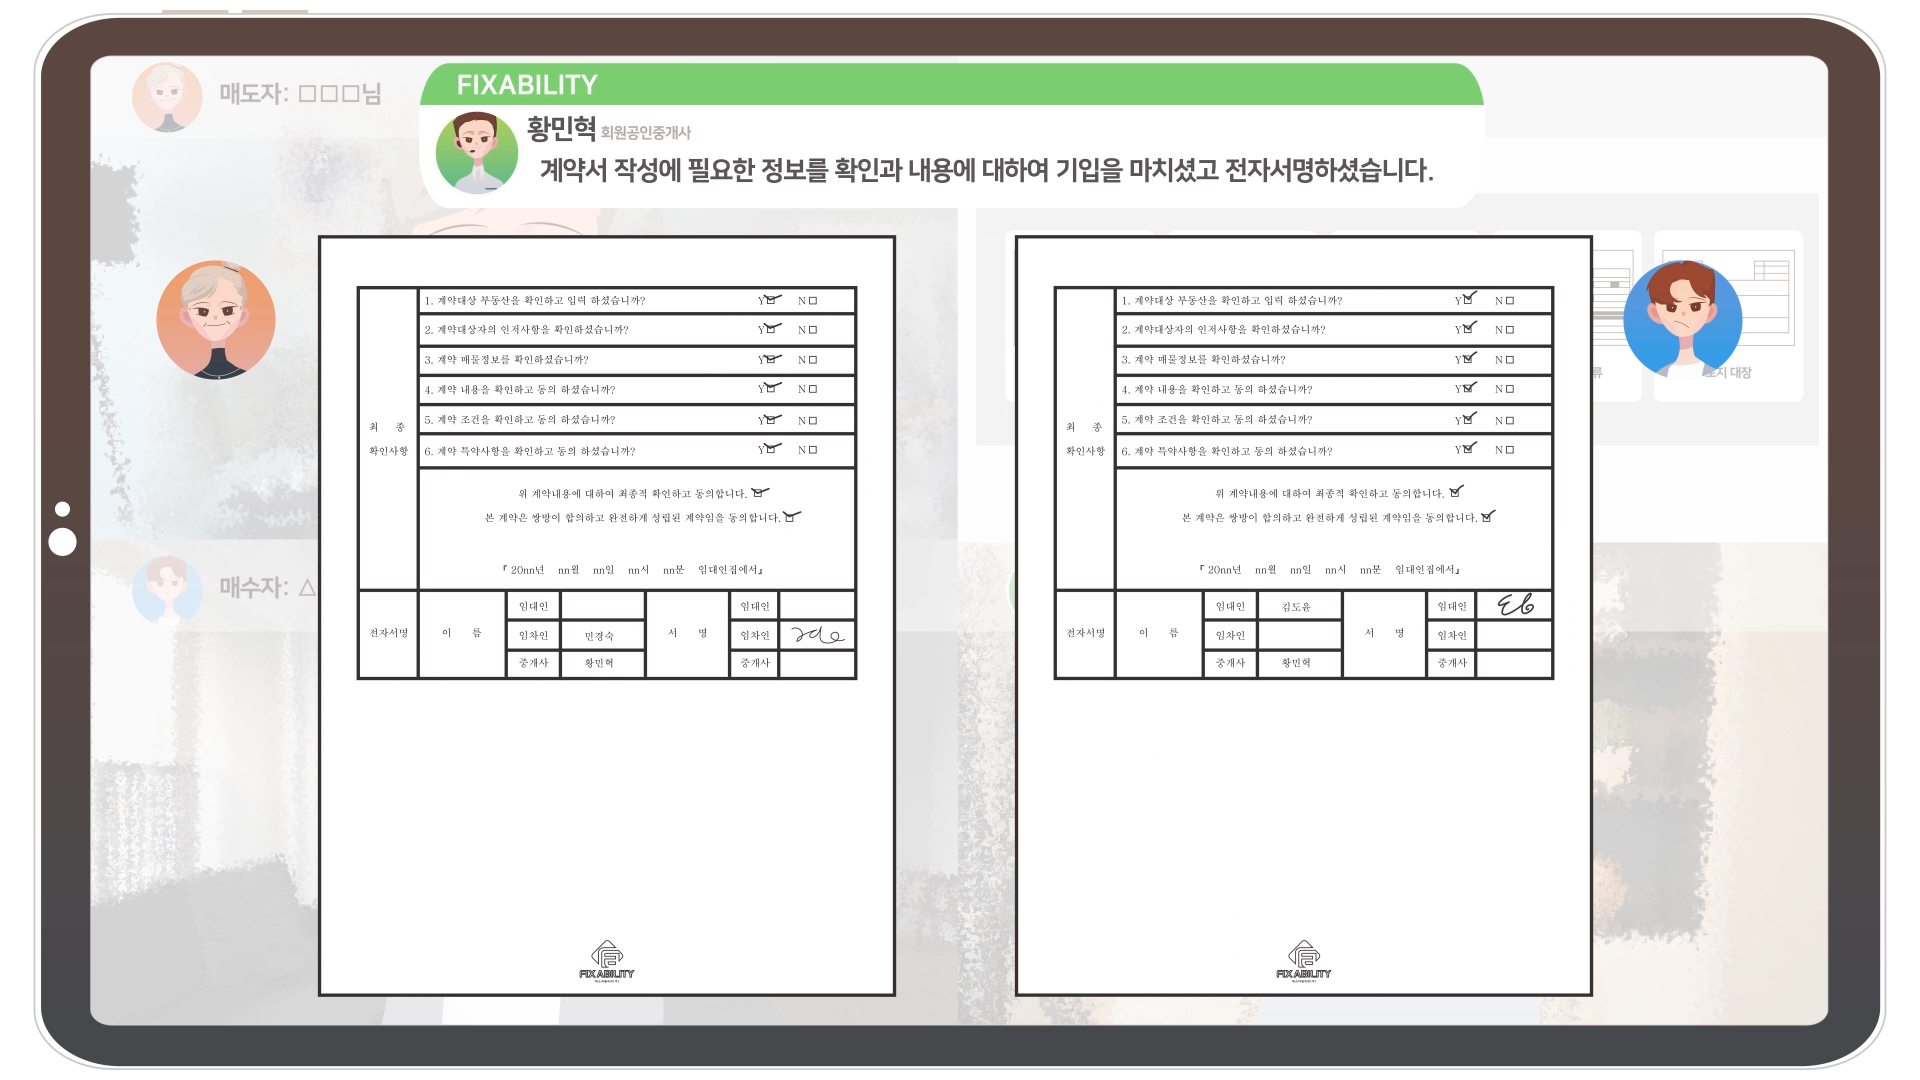 매도자: □□□님
FIXABILITY
황민혁 회원공인중개사
계약서 작성에 필요한 정보를 확인과 내용에 대하여 기입을 마치셨고 전자서명하셨습니다.
매수자: △
1. 계약대상 부동산을 확인하고 입력 하셨습니까? Y N
2. 계약대상자의 인적사항을 확인하셨습니까? Y N
3. 계약 매물정보를 확인하셨습니까? Y N
4. 계약 내용을 확인하고 동의 하셨습니까? Y N
5. 계약 조건을 확인하고 동의 하셨습니까? Y N
6. 계약 특약사항을 확인하고 동의 하셨습니까? Y N
최 종
확인사항
위 계약내용에 대하여 최종적 확인하고 동의합니다.
본 계약은 쌍방이 합의하고 완전하게 성립된 계약임을 동의합니다.
『 20nn년 nn월 nn일 nn시 nn분 임대인집에서』
전자서명 이 름 서 명
임대인 임대인
임차인 민경숙 임차인
중개사 황민혁 중개사
FIXABILITY
1. 계약대상 부동산을 확인하고 입력 하셨습니까? Y N
2. 계약대상자의 인적사항을 확인하셨습니까? Y N
3. 계약 매물정보를 확인하셨습니까? Y N
4. 계약 내용을 확인하고 동의 하셨습니까? Y N
5. 계약 조건을 확인하고 동의 하셨습니까? Y N
6. 계약 특약사항을 확인하고 동의 하셨습니까? Y N
최 종
확인사항
위 계약내용에 대하여 최종적 확인하고 동의합니다.
본 계약은 쌍방이 합의하고 완전하게 성립된 계약임을 동의합니다.
『 20nn년 nn월 nn일 nn시 nn분 임대인집에서』
전자서명 이 름 서 명
임대인 김도윤 임대인
임차인 임차인
중개사 황민혁 중개사
FIXABILITY
류
토지 대장